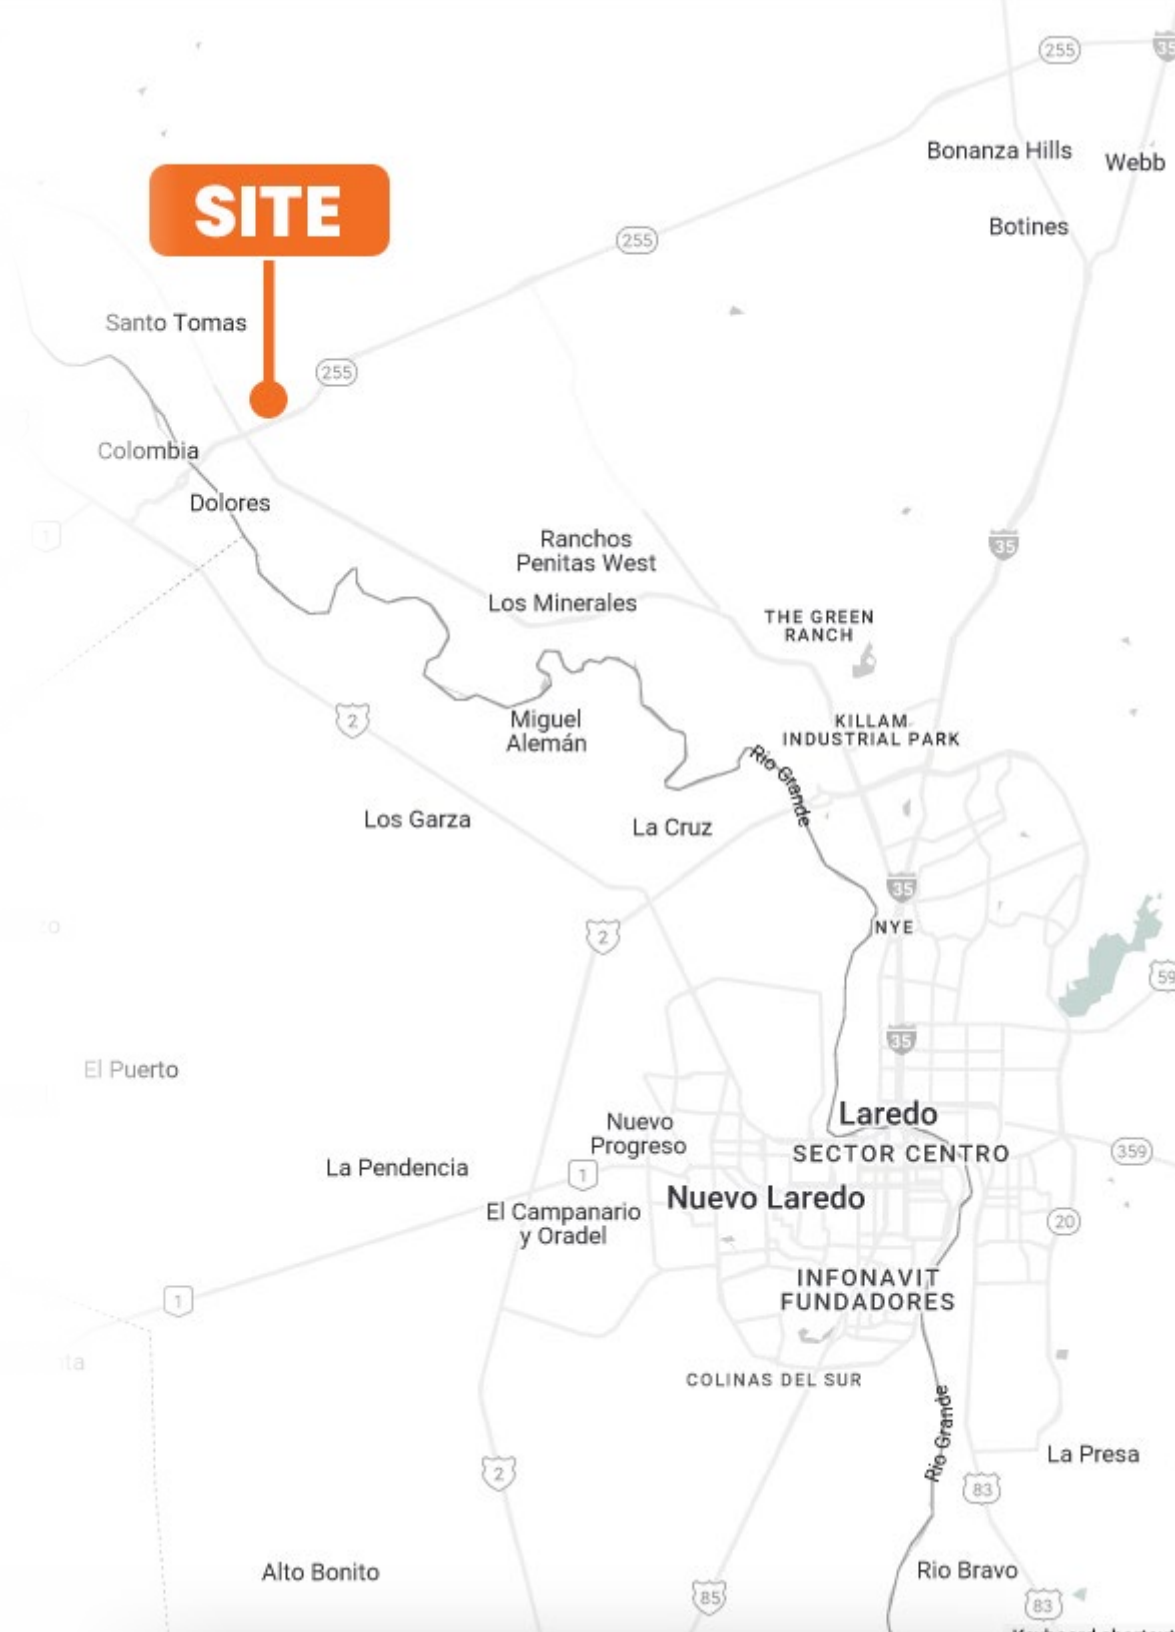 255
35
Bonanza Hills
Webb
SITE
Botines
255
Santo Tomas
255
Colombia
Dolores
1
Ranchos
Penitas West
35
Los Minerales
THE GREEN
RANCH
2
Miguel
Alemán
KILLAM
INDUSTRIAL PARK
Rio Grande
Los Garza
La Cruz
35
2
NYE
59
35
El Puerto
Laredo
Nuevo
Progreso
SECTOR CENTRO
359
La Pendencia
1
Nuevo Laredo
El Campanario
y Oradel
20
INFONAVIT
FUNDADORES
1
COLINAS DEL SUR
Rio Grande
La Presa
2
83
Alto Bonito
Rio Bravo
85
83